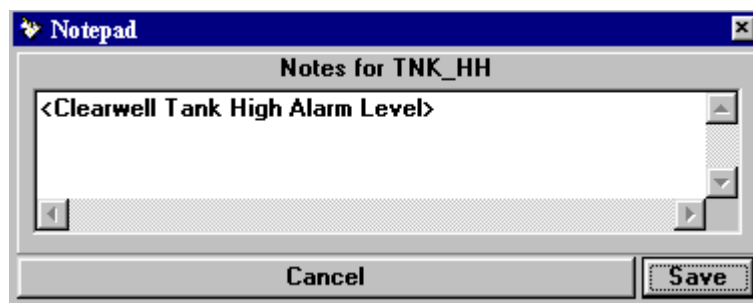 Notepad
Notes for TNK_HH
<Clearwell Tank High Alarm Level>
Cancel
Save